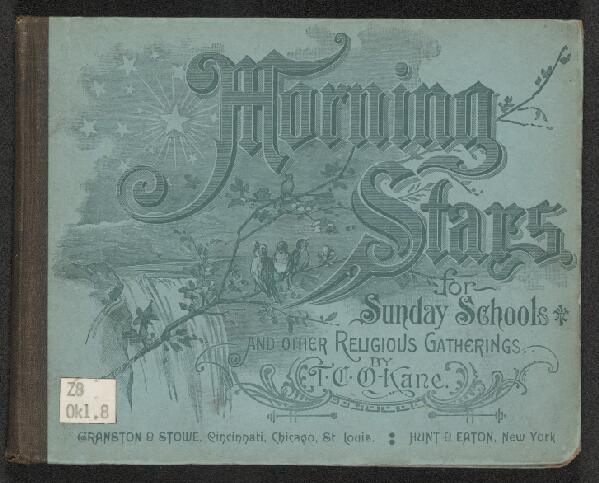 Morning
Stars
for
Sunday Schools
AND OTHER RELIGIOUS GATHERINGS
BY
T. C. O'Kane.
Z8
Ok1.8
CRANSTON & STOWE, Cincinnati, Chicago, St. Louis. : HUNT & EATON, New York